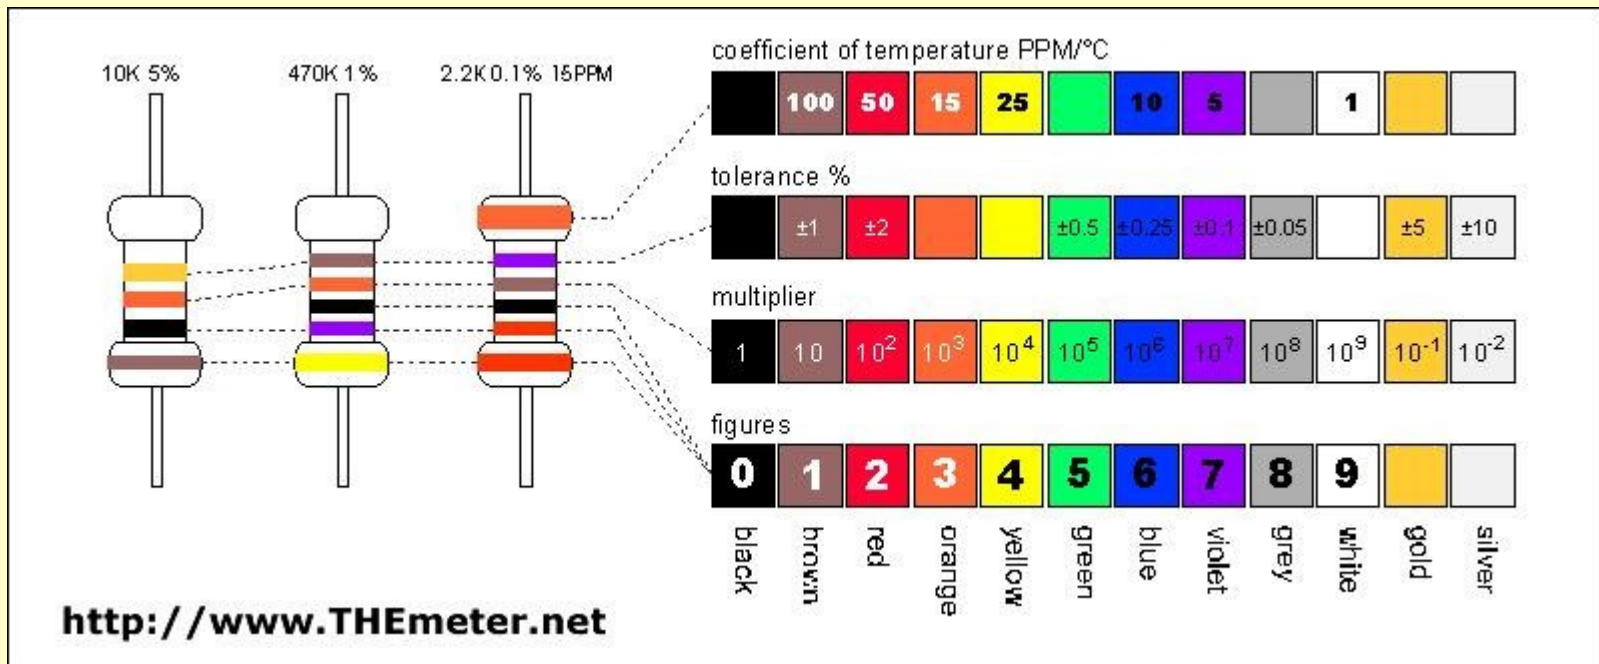 10K 5%
470K 1%
2.2K 0.1% 15PPM
coefficient of temperature PPM/°C
100 50 15 25 10 5 1
tolerance %
±1 ±2 ±0.5 ±0.25 ±0.1 ±0.05 ±5 ±10
multiplier
1 10 10² 10³ 10⁴ 10⁵ 10⁶ 10⁷ 10⁸ 10⁹ 10⁻¹ 10⁻²
figures
0 1 2 3 4 5 6 7 8 9
black brown red orange yellow green blue violet grey white gold silver
http://www.THEmeter.net